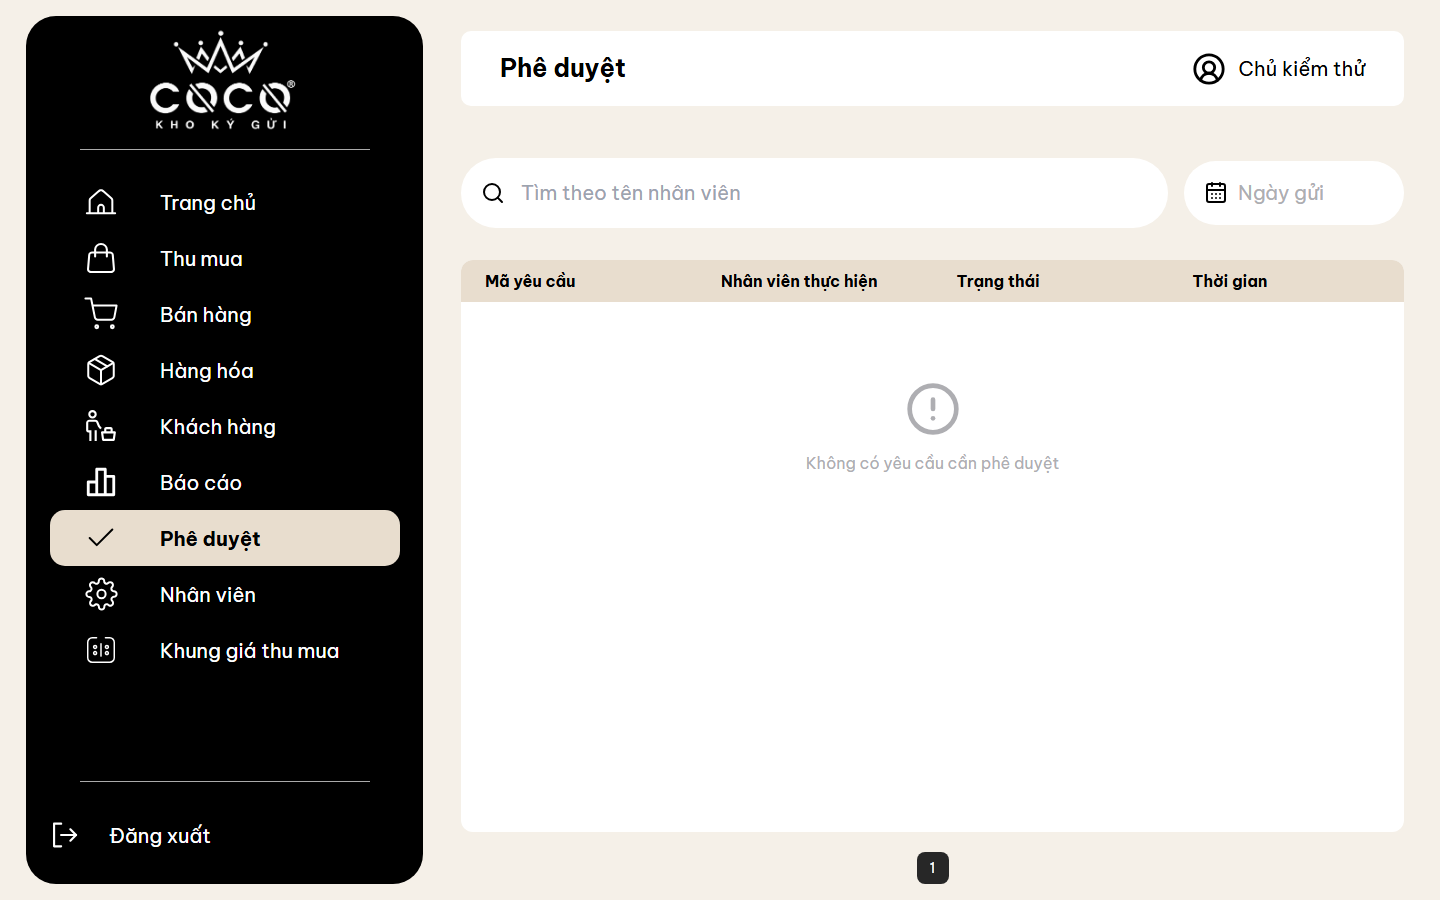 COCO®
KHO KÝ GỬI
Trang chủ
Thu mua
Bán hàng
Hàng hóa
Khách hàng
Báo cáo
Phê duyệt
Nhân viên
Khung giá thu mua
Đăng xuất
Phê duyệt
Chủ kiểm thử
Tìm theo tên nhân viên
Ngày gửi
Mã yêu cầu Nhân viên thực hiện Trạng thái Thời gian
Không có yêu cầu cần phê duyệt
1